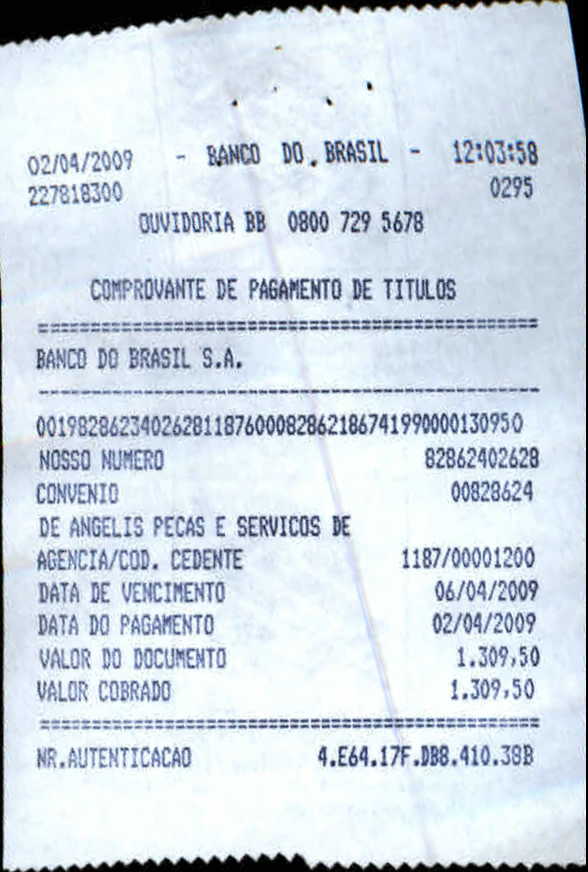 02/04/2009 - BANCO DO BRASIL - 12:03:58
227818300 0295
OUVIDORIA BB 0800 729 5678
COMPROVANTE DE PAGAMENTO DE TITULOS
================================================
BANCO DO BRASIL S.A.
------------------------------------------------
00198286234026281187600082862186741990000130950
NOSSO NUMERO 82862402628
CONVENIO 00828624
DE ANGELIS PECAS E SERVICOS DE
AGENCIA/COD. CEDENTE 1187/00001200
DATA DE VENCIMENTO 06/04/2009
DATA DO PAGAMENTO 02/04/2009
VALOR DO DOCUMENTO 1.309,50
VALOR COBRADO 1.309,50
================================================
NR.AUTENTICACAO 4.E64.17F.DB8.410.38B